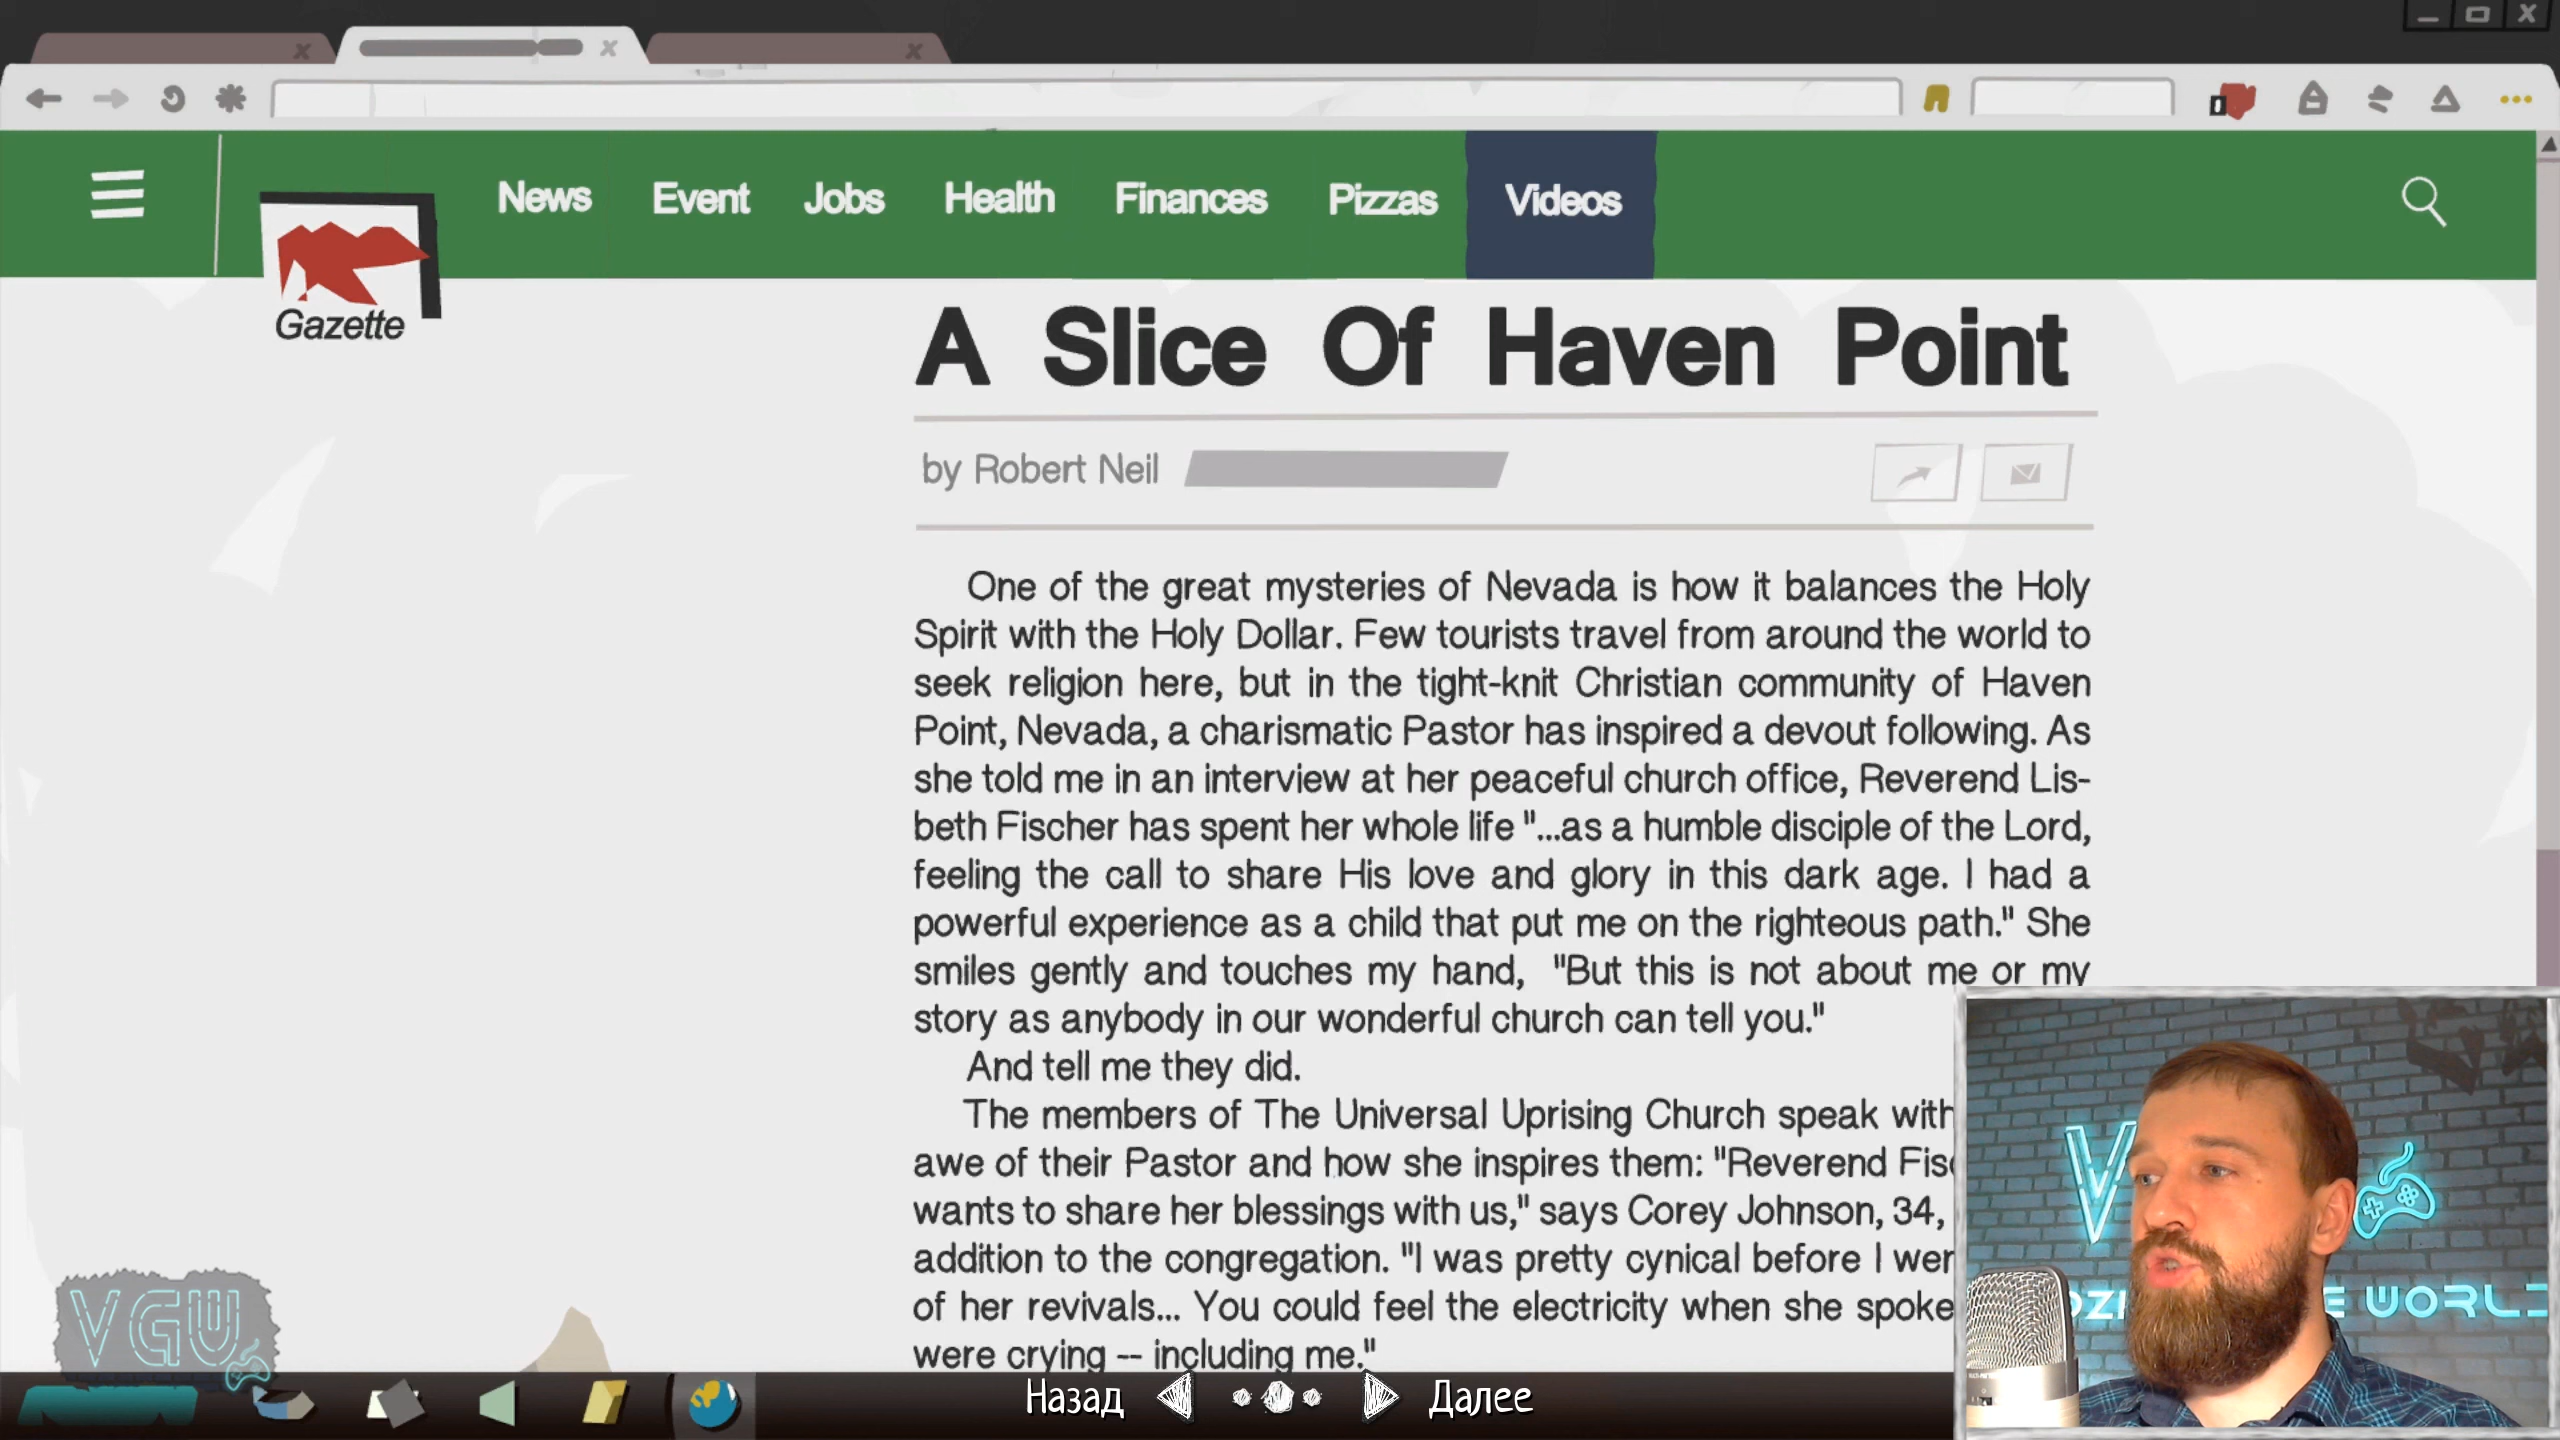 News Event Jobs Health Finances Pizzas Videos
Gazette
A Slice Of Haven Point
by Robert Neil
One of the great mysteries of Nevada is how it balances the Holy
Spirit with the Holy Dollar. Few tourists travel from around the world to
seek religion here, but in the tight-knit Christian community of Haven
Point, Nevada, a charismatic Pastor has inspired a devout following. As
she told me in an interview at her peaceful church office, Reverend Lis-
beth Fischer has spent her whole life "...as a humble disciple of the Lord,
feeling the call to share His love and glory in this dark age. I had a
powerful experience as a child that put me on the righteous path." She
smiles gently and touches my hand, "But this is not about me or my
story as anybody in our wonderful church can tell you."
And tell me they did.
The members of The Universal Uprising Church speak with
awe of their Pastor and how she inspires them: "Reverend
wants to share her blessings with us," says Corey Johnson, 34,
addition to the congregation. "I was pretty cynical before I
of her revivals... You could feel the electricity when she spoke
were crying -- including me."
VGW
WORL
Назад Далее